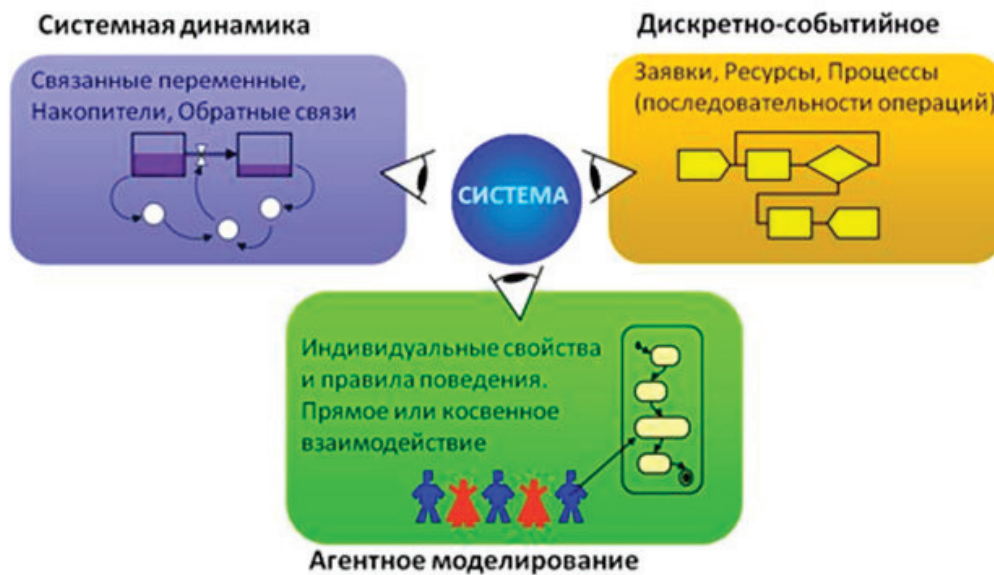 Системная динамика
Связанные переменные,
Накопители, Обратные связи
Дискретно-событийное
Заявки, Ресурсы, Процессы
(последовательности операций)
СИСТЕМА
Индивидуальные свойства
и правила поведения.
Прямое или косвенное
взаимодействие
Агентное моделирование